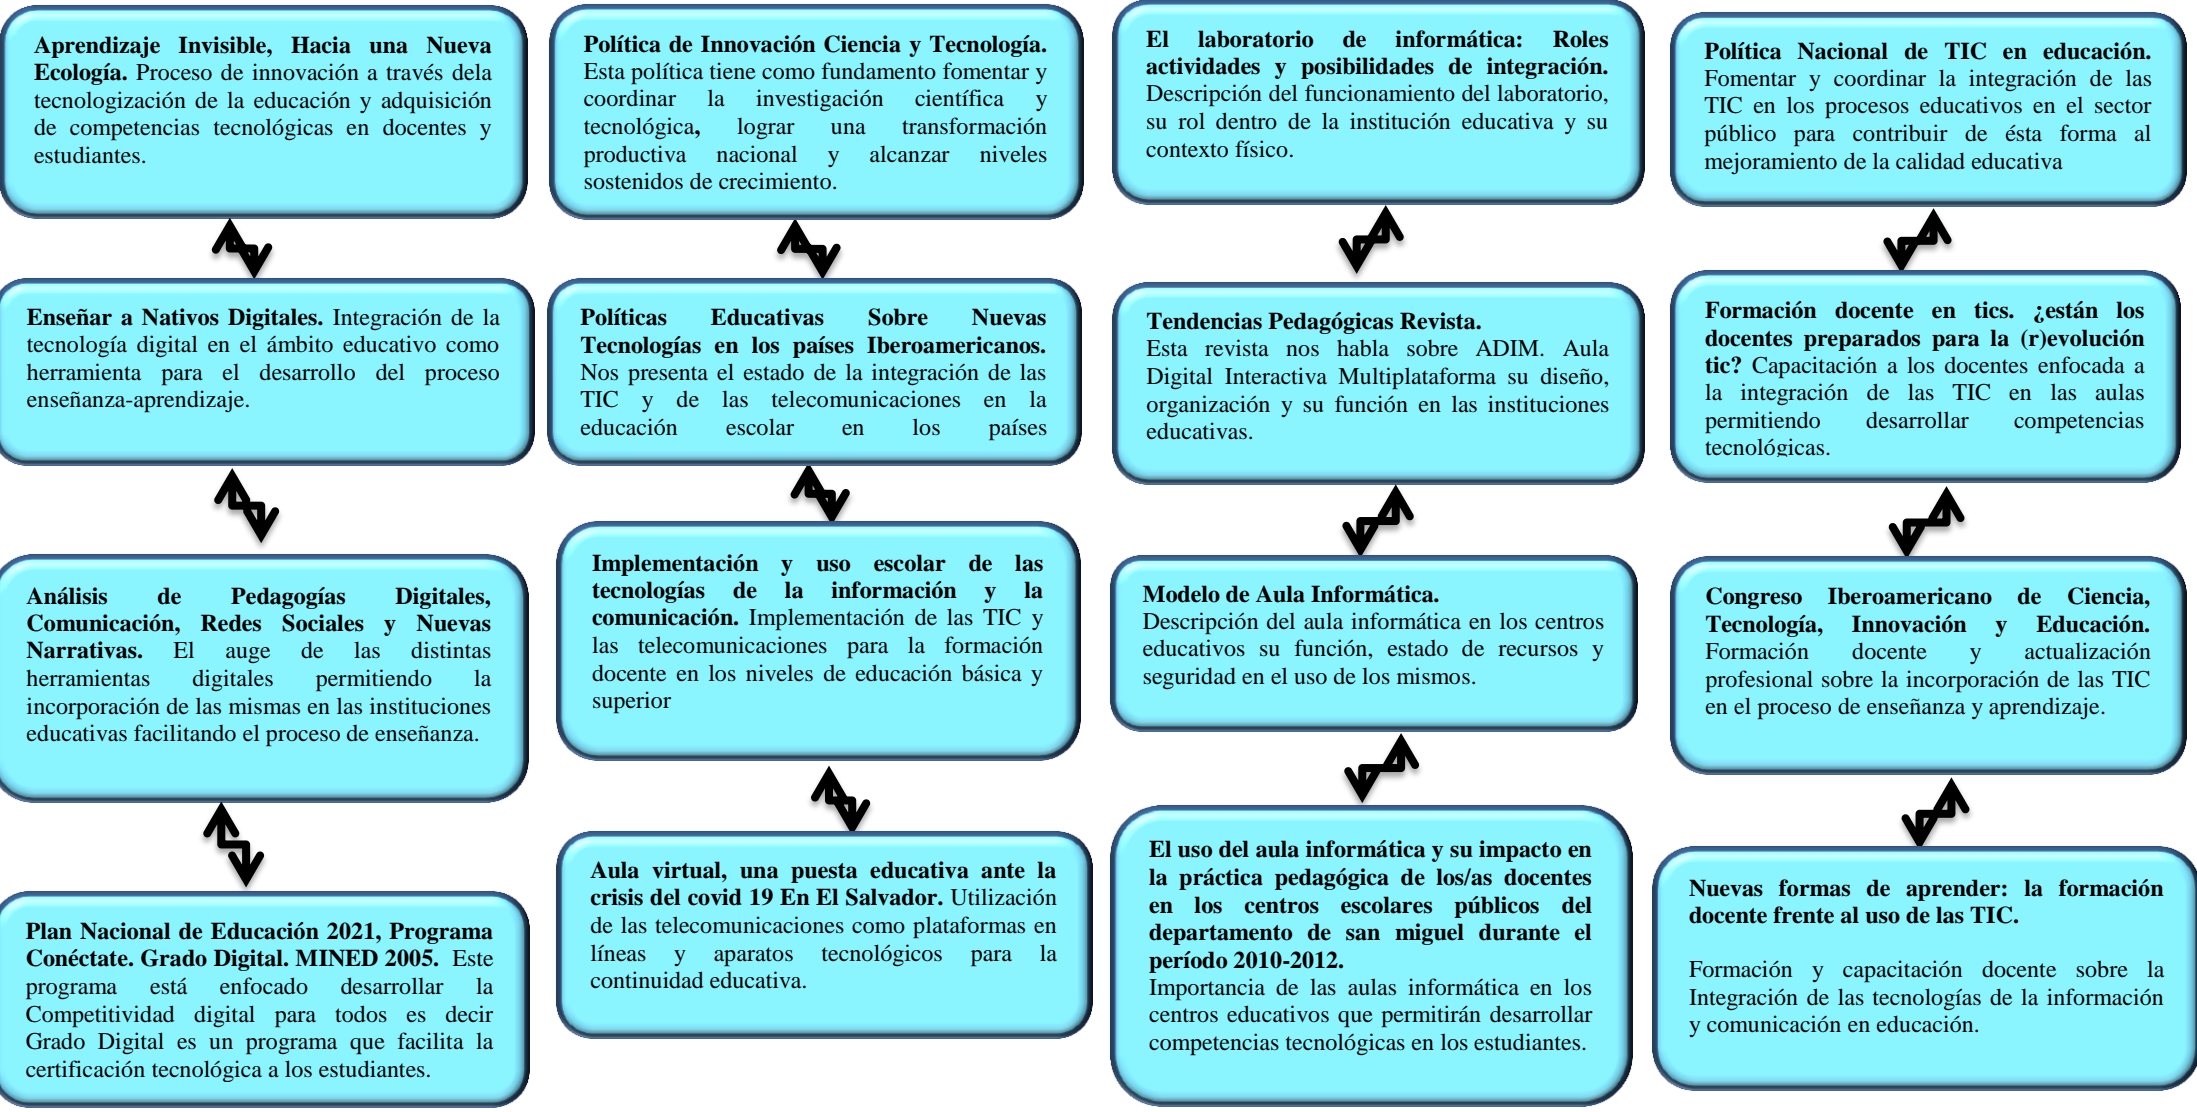 Aprendizaje Invisible, Hacia una Nueva
Ecología. Proceso de innovación a través dela
tecnologización de la educación y adquisición
de competencias tecnológicas en docentes y
estudiantes.
Enseñar a Nativos Digitales. Integración de la
tecnología digital en el ámbito educativo como
herramienta para el desarrollo del proceso
enseñanza-aprendizaje.
Análisis de Pedagogías Digitales,
Comunicación, Redes Sociales y Nuevas
Narrativas. El auge de las distintas
herramientas digitales permitiendo la
incorporación de las mismas en las instituciones
educativas facilitando el proceso de enseñanza.
Plan Nacional de Educación 2021, Programa
Conéctate. Grado Digital. MINED 2005. Este
programa está enfocado desarrollar la
Competitividad digital para todos es decir
Grado Digital es un programa que facilita la
certificación tecnológica a los estudiantes.
Política de Innovación Ciencia y Tecnología.
Esta política tiene como fundamento fomentar y
coordinar la investigación científica y
tecnológica, lograr una transformación
productiva nacional y alcanzar niveles
sostenidos de crecimiento.
Políticas Educativas Sobre Nuevas
Tecnologías en los países Iberoamericanos.
Nos presenta el estado de la integración de las
TIC y de las telecomunicaciones en la
educación escolar en los países
Implementación y uso escolar de las
tecnologías de la información y la
comunicación. Implementación de las TIC y
las telecomunicaciones para la formación
docente en los niveles de educación básica y
superior
Aula virtual, una puesta educativa ante la
crisis del covid 19 En El Salvador. Utilización
de las telecomunicaciones como plataformas en
líneas y aparatos tecnológicos para la
continuidad educativa.
El laboratorio de informática: Roles
actividades y posibilidades de integración.
Descripción del funcionamiento del laboratorio,
su rol dentro de la institución educativa y su
contexto físico.
Tendencias Pedagógicas Revista.
Esta revista nos habla sobre ADIM. Aula
Digital Interactiva Multiplataforma su diseño,
organización y su función en las instituciones
educativas.
Modelo de Aula Informática.
Descripción del aula informática en los centros
educativos su función, estado de recursos y
seguridad en el uso de los mismos.
El uso del aula informática y su impacto en
la práctica pedagógica de los/as docentes
en los centros escolares públicos del
departamento de san miguel durante el
período 2010-2012.
Importancia de las aulas informática en los
centros educativos que permitirán desarrollar
competencias tecnológicas en los estudiantes.
Política Nacional de TIC en educación.
Fomentar y coordinar la integración de las
TIC en los procesos educativos en el sector
público para contribuir de ésta forma al
mejoramiento de la calidad educativa
Formación docente en tics. ¿están los
docentes preparados para la (r)evolución
tic? Capacitación a los docentes enfocada a
la integración de las TIC en las aulas
permitiendo desarrollar competencias
tecnológicas.
Congreso Iberoamericano de Ciencia,
Tecnología, Innovación y Educación.
Formación docente y actualización
profesional sobre la incorporación de las TIC
en el proceso de enseñanza y aprendizaje.
Nuevas formas de aprender: la formación
docente frente al uso de las TIC.
Formación y capacitación docente sobre la
Integración de las tecnologías de la información
y comunicación en educación.